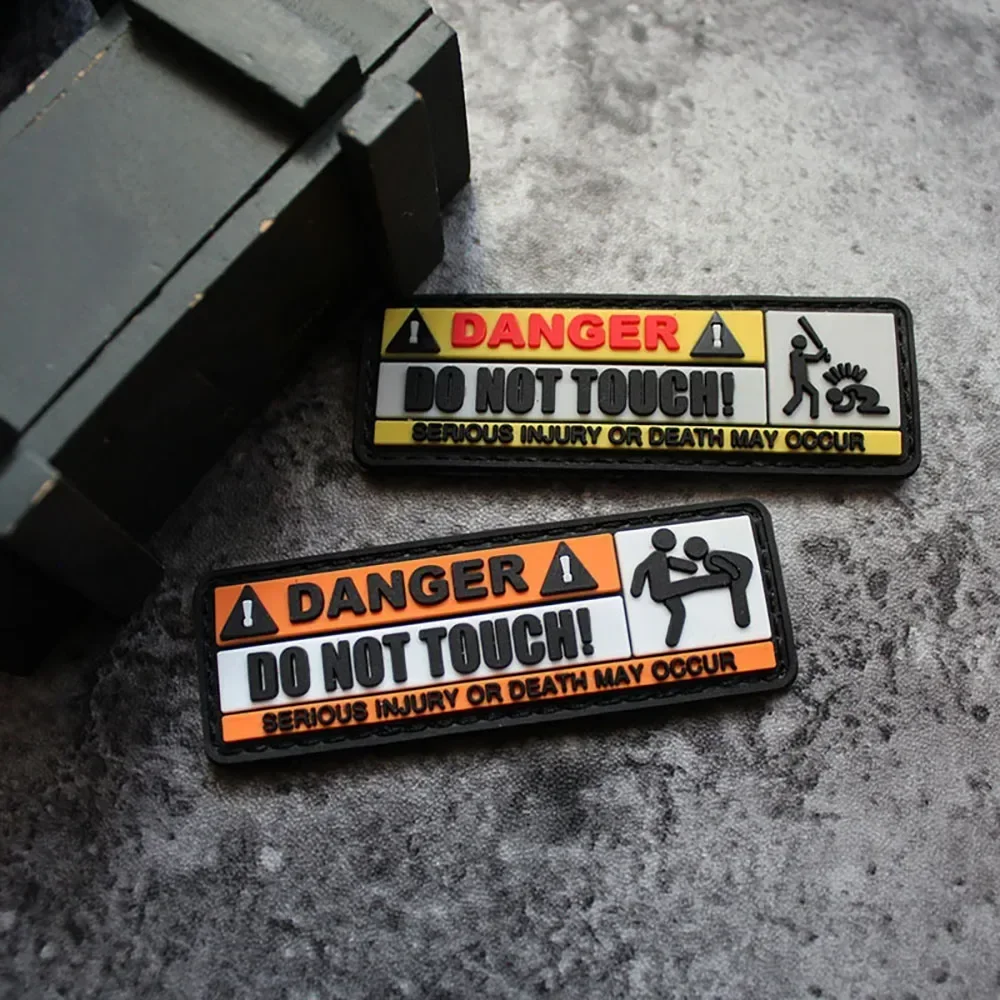 ! DANGER !
DO NOT TOUCH!
SERIOUS INJURY OR DEATH MAY OCCUR
! DANGER !
DO NOT TOUCH!
SERIOUS INJURY OR DEATH MAY OCCUR